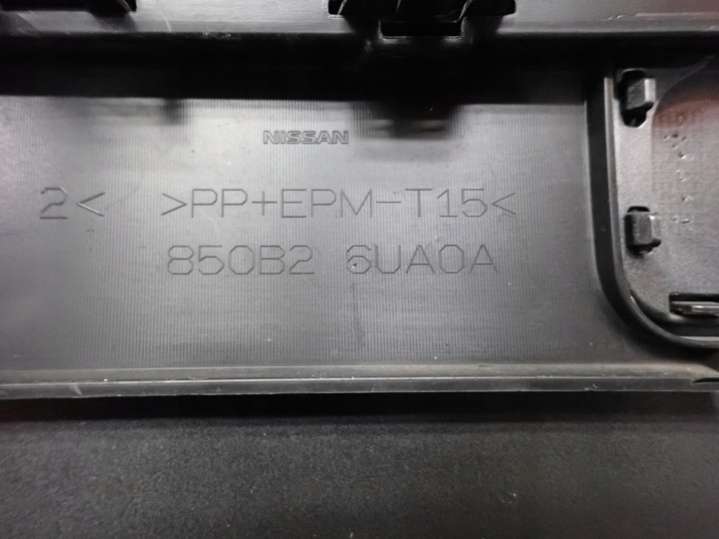 NISSAN
2< >PP+EPM-T15<
850B2 6UA0A